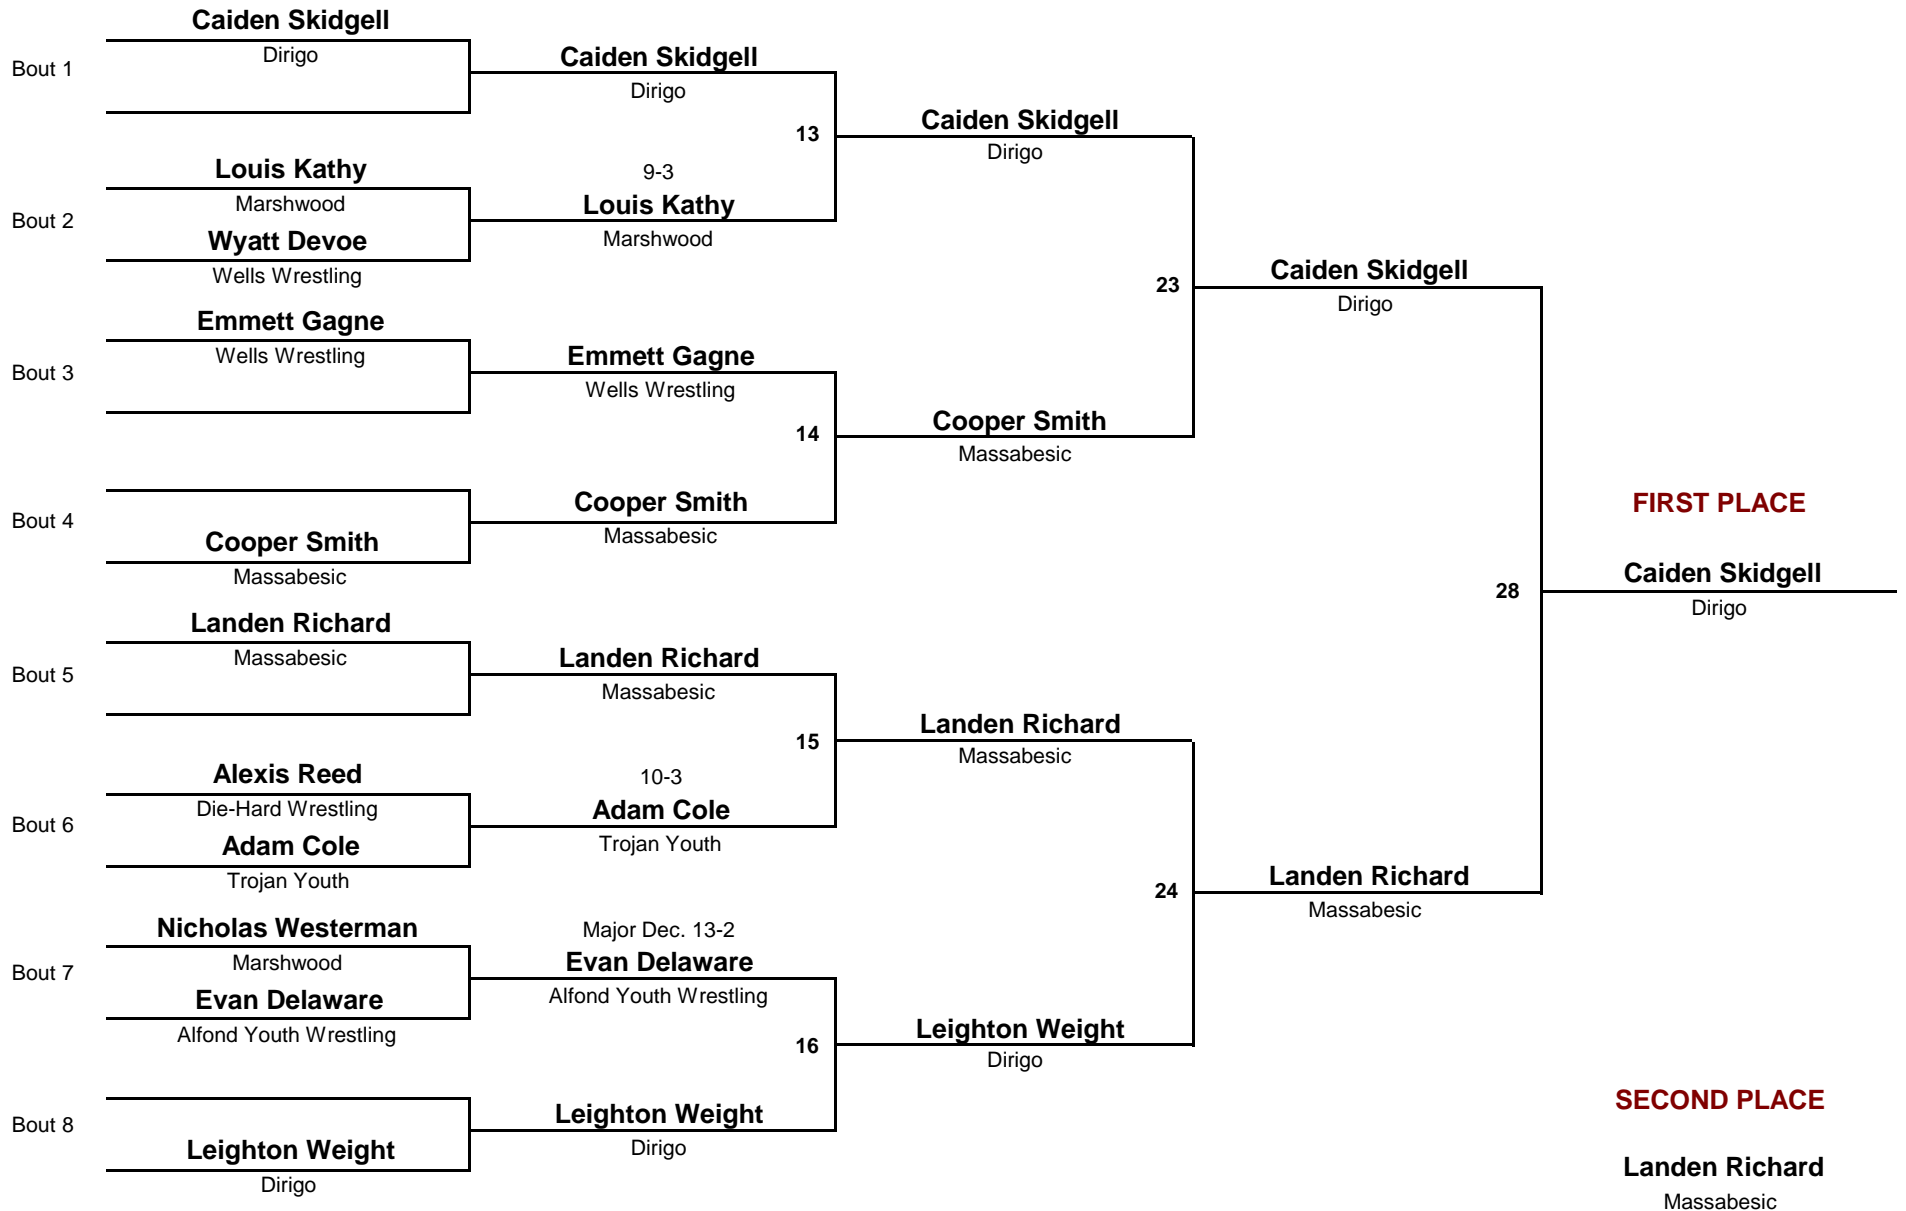 Caiden Skidgell
Dirigo
Bout 1
Caiden Skidgell
Dirigo
13
Caiden Skidgell
Dirigo
Louis Kathy
Marshwood
Bout 2
Wyatt Devoe
Wells Wrestling
9-3
Louis Kathy
Marshwood
23
Caiden Skidgell
Dirigo
Emmett Gagne
Wells Wrestling
Bout 3
Emmett Gagne
Wells Wrestling
14
Cooper Smith
Massabesic
Bout 4
Cooper Smith
Massabesic
Cooper Smith
Massabesic
FIRST PLACE
28
Caiden Skidgell
Dirigo
Landen Richard
Massabesic
Bout 5
Landen Richard
Massabesic
15
Landen Richard
Massabesic
Alexis Reed
Die-Hard Wrestling
Bout 6
Adam Cole
Trojan Youth
10-3
Adam Cole
Trojan Youth
24
Landen Richard
Massabesic
Nicholas Westerman
Marshwood
Bout 7
Evan Delaware
Alfond Youth Wrestling
Major Dec. 13-2
Evan Delaware
Alfond Youth Wrestling
16
Leighton Weight
Dirigo
Bout 8
Leighton Weight
Dirigo
Leighton Weight
Dirigo
SECOND PLACE
Landen Richard
Massabesic